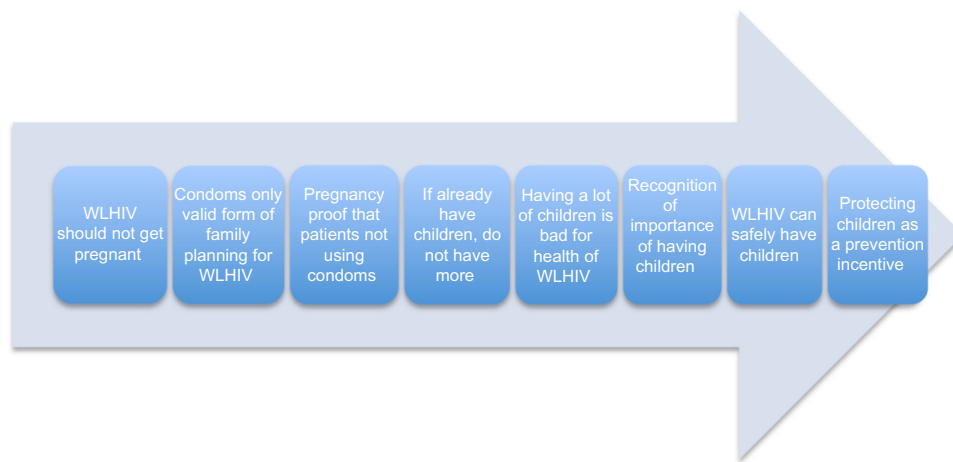 WLHIV
should not get
pregnant
Condoms only
valid form of
family
planning for
WLHIV
Pregnancy
proof that
patients not
using
condoms
If already
have
children, do
not have
more
Having a lot
of children is
bad for
health of
WLHIV
Recognition
of
importance
of having
children
WLHIV can
safely have
children
Protecting
children as
a prevention
incentive